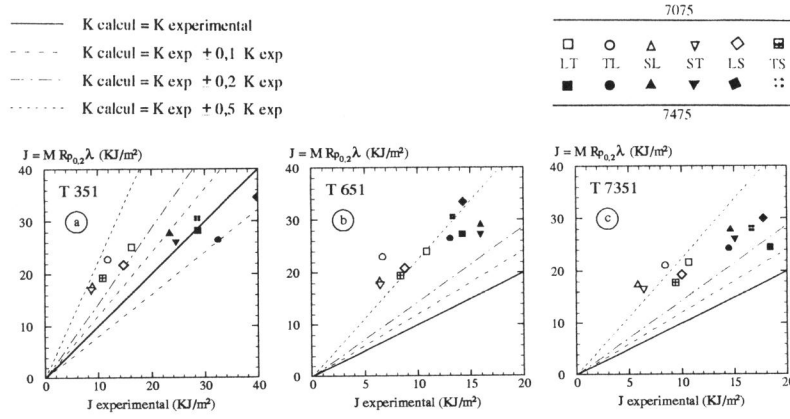 K calcul = K experimental
K calcul = K exp ± 0,1 K exp
K calcul = K exp ± 0,2 K exp
K calcul = K exp ± 0,5 K exp
7075
LT TL SL ST LS TS
7475
J = M Rp0,2 λ (KJ/m²)
T 351
a
40
30
20
10
0
0 10 20 30 40
J experimental (KJ/m²)
J = M Rp0,2 λ (KJ/m²)
T 651
b
40
30
20
10
0
0 5 10 15 20
J experimental (KJ/m²)
J = M Rp0,2 λ (KJ/m²)
T 7351
c
40
30
20
10
0
0 5 10 15 20
J experimental (KJ/m²)